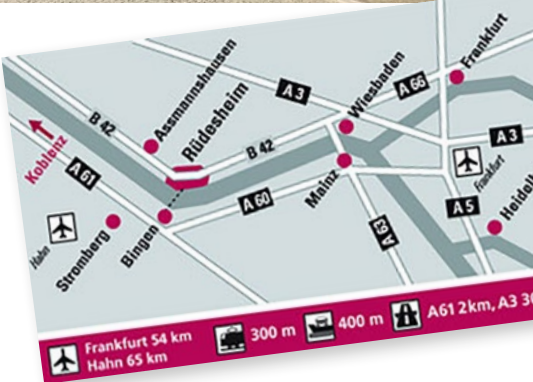 Frankfurt
Assmannshausen
Wiesbaden
A 66
A 3
Rüdesheim
B 42
B 42
A 3
Koblenz
A 61
Mainz
Frankfurt
A 60
A 5
Hahn
Stromberg
Bingen
A 63
Frankfurt 54 km
Hahn 65 km
300 m
400 m
A61 2km, A3